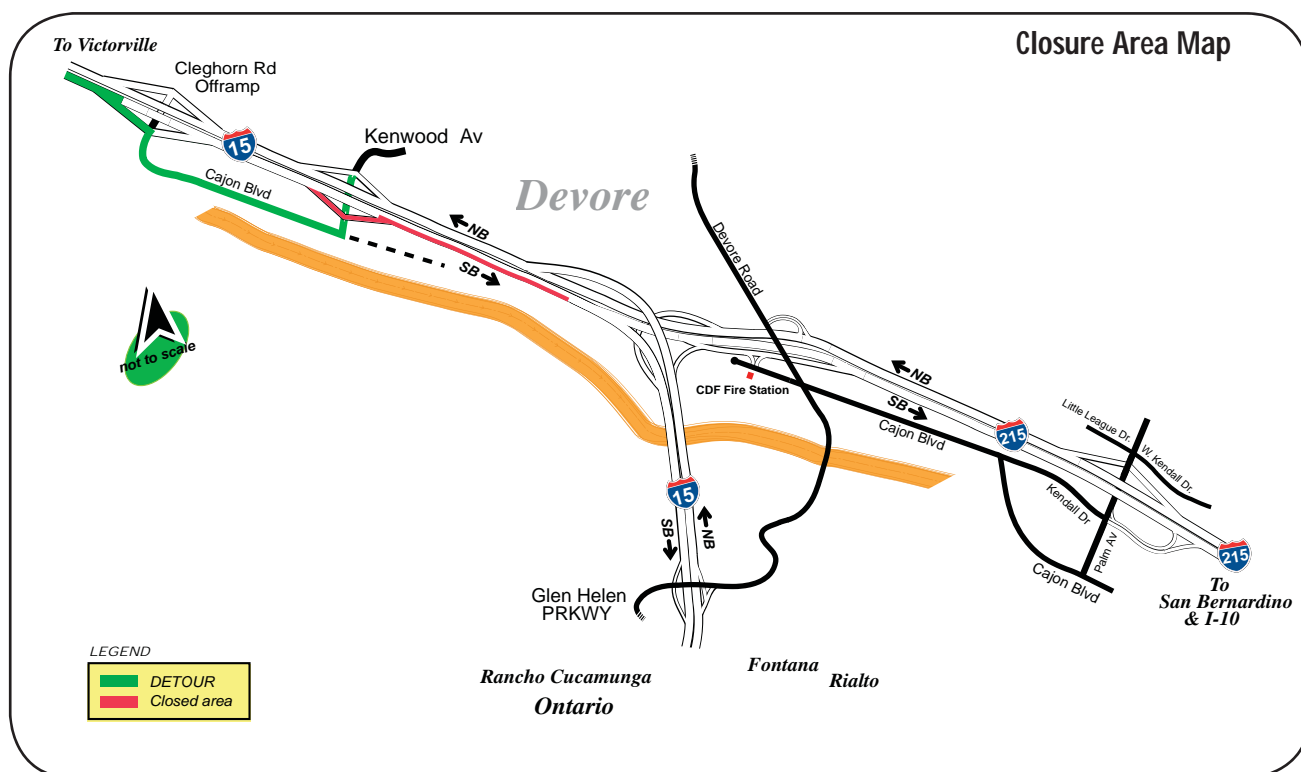 Closure Area Map
To Victorville
Cleghorn Rd
Offramp
15
Kenwood Av
Cajon Blvd
Devore
NB
SB
Devore Road
not to scale
CDF Fire Station
NB
SB
Cajon Blvd
215
Little League Dr.
W. Kendall Dr.
Kendall Dr
Palm Av
Cajon Blvd
215
To
San Bernardino
& I-10
15
SB
NB
Glen Helen
PRKWY
Rancho Cucamunga
Ontario
Fontana
Rialto
LEGEND
DETOUR
Closed area